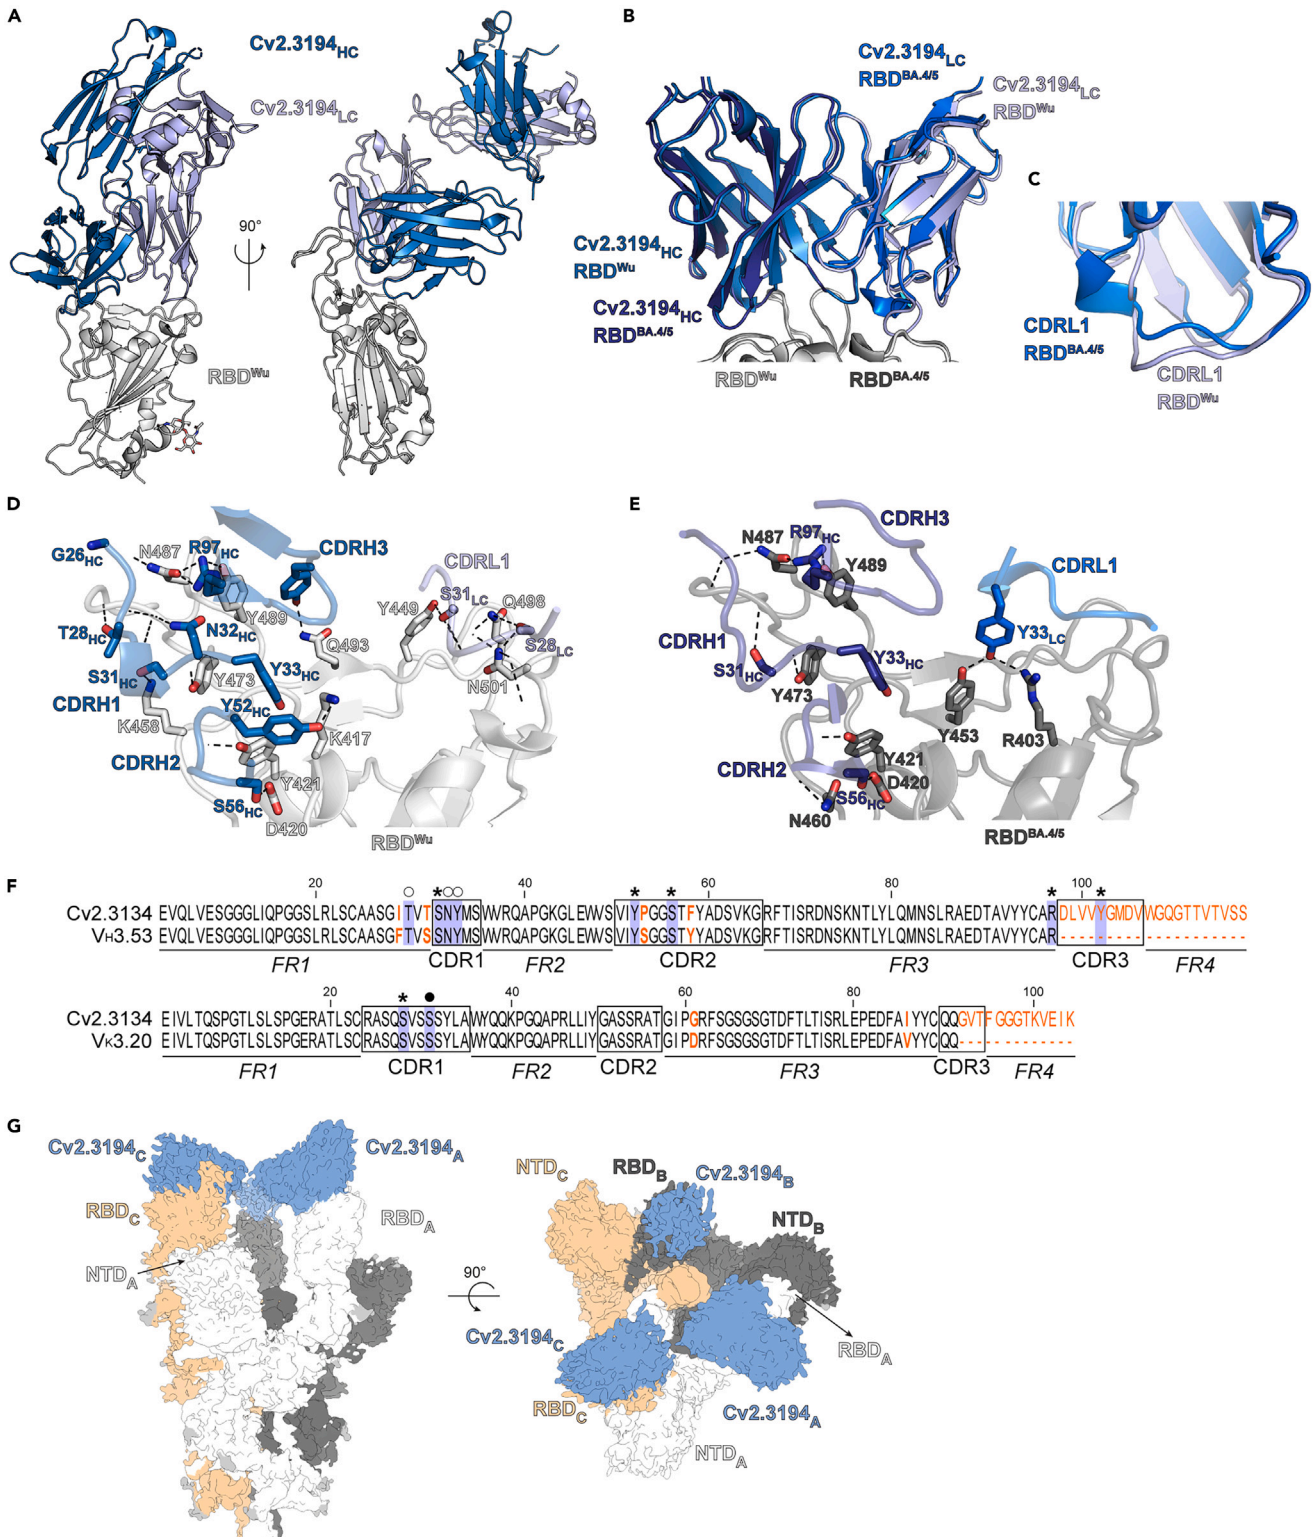 A
Cv2.3194HC
Cv2.3194LC
90°
RBDWu
B
Cv2.3194LC
RBDBA.4/5
Cv2.3194LC
RBDWu
Cv2.3194HC
RBDWu
Cv2.3194HC
RBDBA.4/5
RBDWu
RBDBA.4/5
C
CDRL1
RBDBA.4/5
CDRL1
RBDWu
D
G26HC
N487
R97HC
CDRH3
CDRL1
Y449
S31LC
Q498
Y489
T28HC
N32HC
Q493
S28LC
S31HC
Y473
Y33HC
N501
CDRH1
Y52HC
K458
K417
CDRH2
Y421
S56HC
D420
RBDWu
E
N487
R97HC
CDRH3
Y489
CDRL1
CDRH1
Y33LC
S31HC
Y33HC
Y473
Y453
R403
CDRH2
Y421
D420
S56HC
N460
RBDBA.4/5
F
20 * * * 40 60 80 * 100 *
Cv2.3134 EVQLVESGGGLIQPGGSLRLSCAASGITVTSNYMSWVRQAPGKGLEWVSVIYPGGSTFYADSVKGRFTISRDNSKNTLYLQMNSLRAEDTAVYYCARDLVVYGMDVWGQGTTVTVSS
VH3.53 EVQLVESGGGLIQPGGSLRLSCAASGFTVSSNYMSWVRQAPGKGLEWVSVIYSGGSTYYADSVKGRFTISRDNSKNTLYLQMNSLRAEDTAVYYCAR--------------------
FR1 CDR1 FR2 CDR2 FR3 CDR3 FR4
20 * 40 60 80 100
Cv2.3134 EIVLTQSPGTLSLSPGERATLSCRASQSVSSSYLAWYQQKPGQAPRLLIYGASSRATGIPGRFSGSGSGTDFTLTISRLEPEDFAIYYCQQGVTFGGGTKVEIK
VK3.20 EIVLTQSPGTLSLSPGERATLSCRASQSVSSSYLAWYQQKPGQAPRLLIYGASSRATGIPDRFSGSGSGTDFTLTISRLEPEDFAVYYCQQ-------------
FR1 CDR1 FR2 CDR2 FR3 CDR3 FR4
G
Cv2.3194C
Cv2.3194A
RBDC
RBDA
NTDA
90°
NTDC
RBDB
Cv2.3194B
NTDB
Cv2.3194C
RBDA
RBDC
Cv2.3194A
NTDA